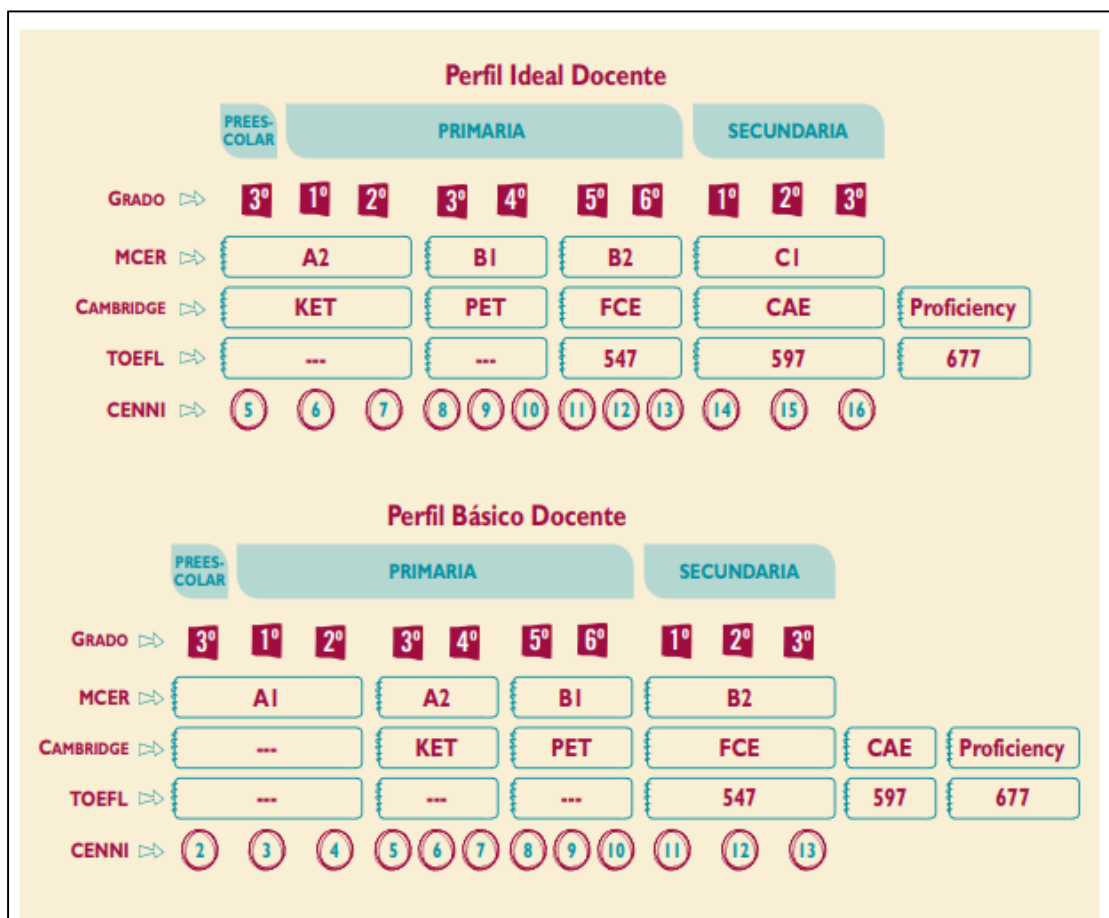 Perfil Ideal Docente
PREES-
COLAR
PRIMARIA
SECUNDARIA
GRADO 3º 1º 2º 3º 4º 5º 6º 1º 2º 3º
MCER A2 B1 B2 C1
CAMBRIDGE KET PET FCE CAE Proficiency
TOEFL --- --- 547 597 677
CENNI 5 6 7 8 9 10 11 12 13 14 15 16
Perfil Básico Docente
PREES-
COLAR
PRIMARIA
SECUNDARIA
GRADO 3º 1º 2º 3º 4º 5º 6º 1º 2º 3º
MCER A1 A2 B1 B2
CAMBRIDGE --- KET PET FCE CAE Proficiency
TOEFL --- --- --- 547 597 677
CENNI 2 3 4 5 6 7 8 9 10 11 12 13